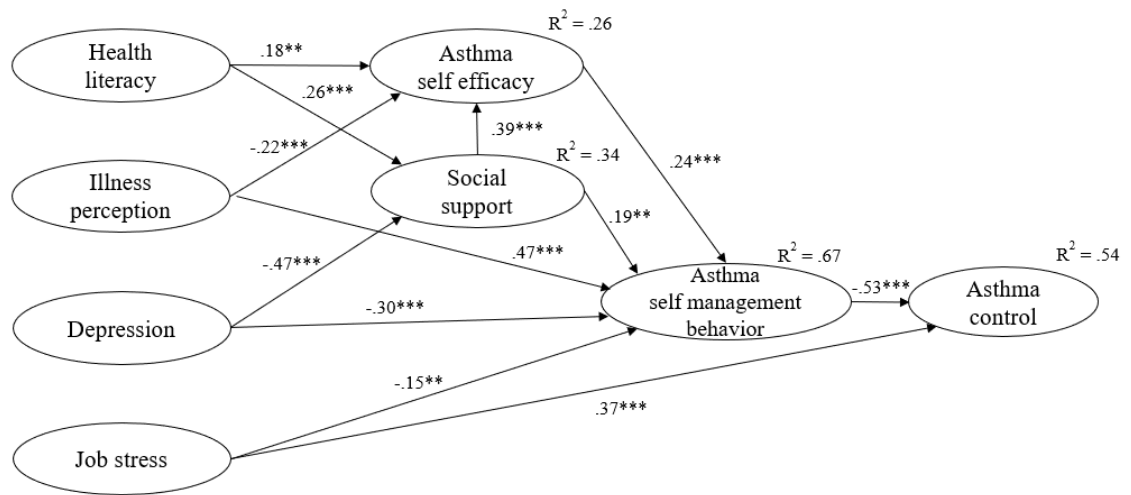 R² = .26
Health
literacy
.18**
Asthma
self efficacy
.26***
-.22***
.39***
R² = .34
Illness
perception
Social
support
.24***
.19**
-.47***
.47***
R² = .67
R² = .54
Depression
-.30***
Asthma
self management
behavior
-.53***
Asthma
control
-.15**
.37***
Job stress